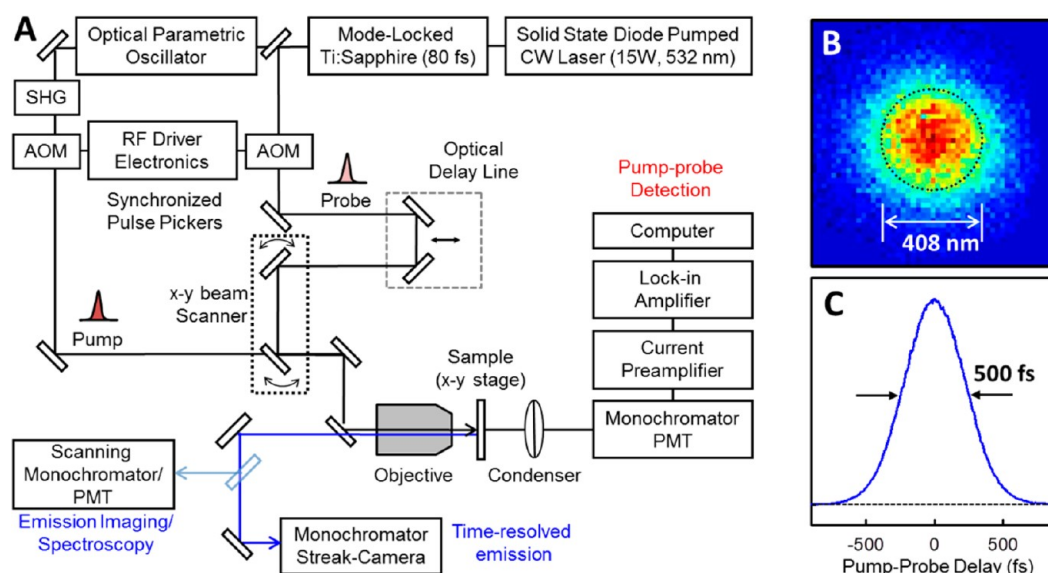 A
Optical Parametric
Oscillator
Mode-Locked
Ti:Sapphire (80 fs)
Solid State Diode Pumped
CW Laser (15W, 532 nm)
SHG
AOM
RF Driver
Electronics
AOM
Synchronized
Pulse Pickers
Probe
Optical
Delay Line
x-y beam
Scanner
Pump
Pump-probe
Detection
Computer
Lock-in
Amplifier
Current
Preamplifier
Monochromator
PMT
Sample
(x-y stage)
Objective
Condenser
Scanning
Monochromator/
PMT
Emission Imaging/
Spectroscopy
Monochromator
Streak-Camera
Time-resolved
emission
B
408 nm
C
500 fs
-500
0
500
Pump-Probe Delay (fs)